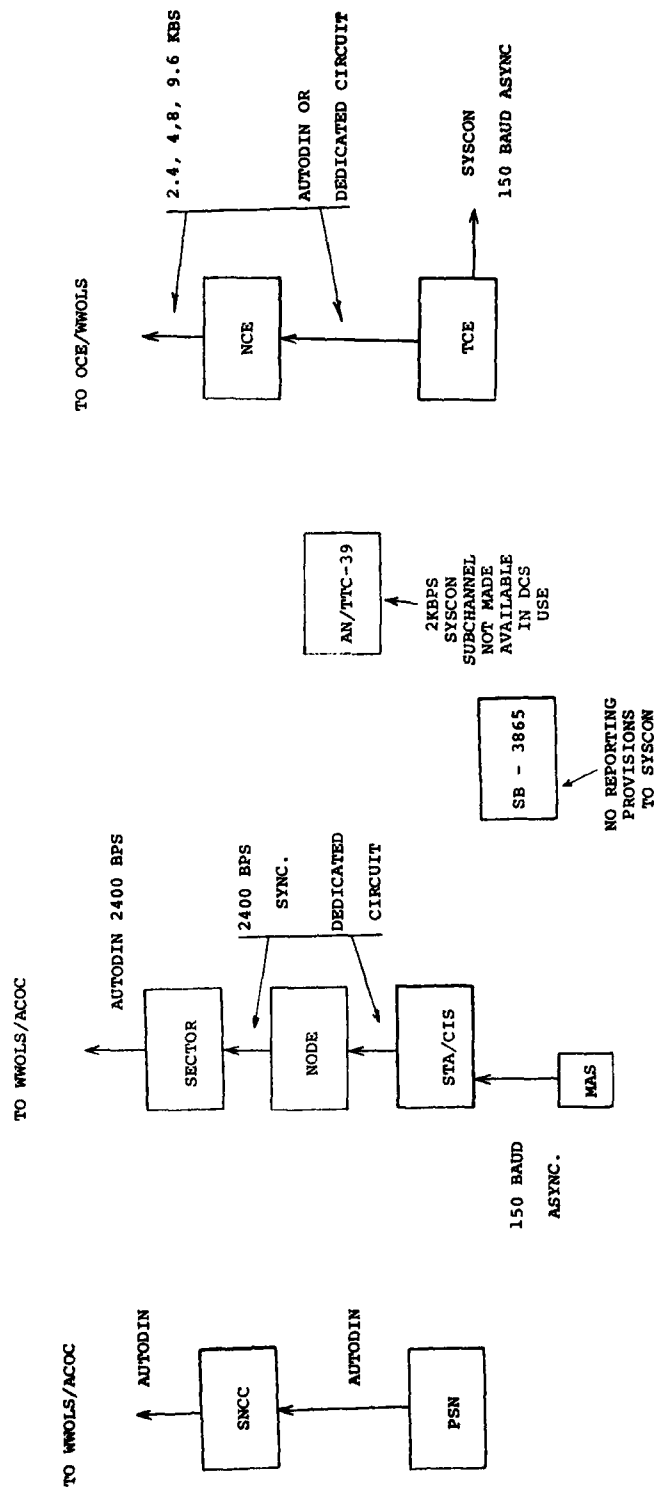 TO WWOLS/ACOC
AUTODIN
SNCC
AUTODIN
PSN
TO WWOLS/ACOC
AUTODIN 2400 BPS
SECTOR
2400 BPS
SYNC.
NODE
DEDICATED
CIRCUIT
STA/CIS
150 BAUD
ASYNC.
MAS
AN/TTC-39
2KBPS
SYSCON
SUBCHANNEL
NOT MADE
AVAILABLE
IN DCS
USE
SB - 3865
NO REPORTING
PROVISIONS
TO SYSCON
TO OCE/WWOLS
2.4, 4,8, 9.6 KBS
NCE
AUTODIN OR
DEDICATED CIRCUIT
TCE
SYSCON
150 BAUD ASYNC